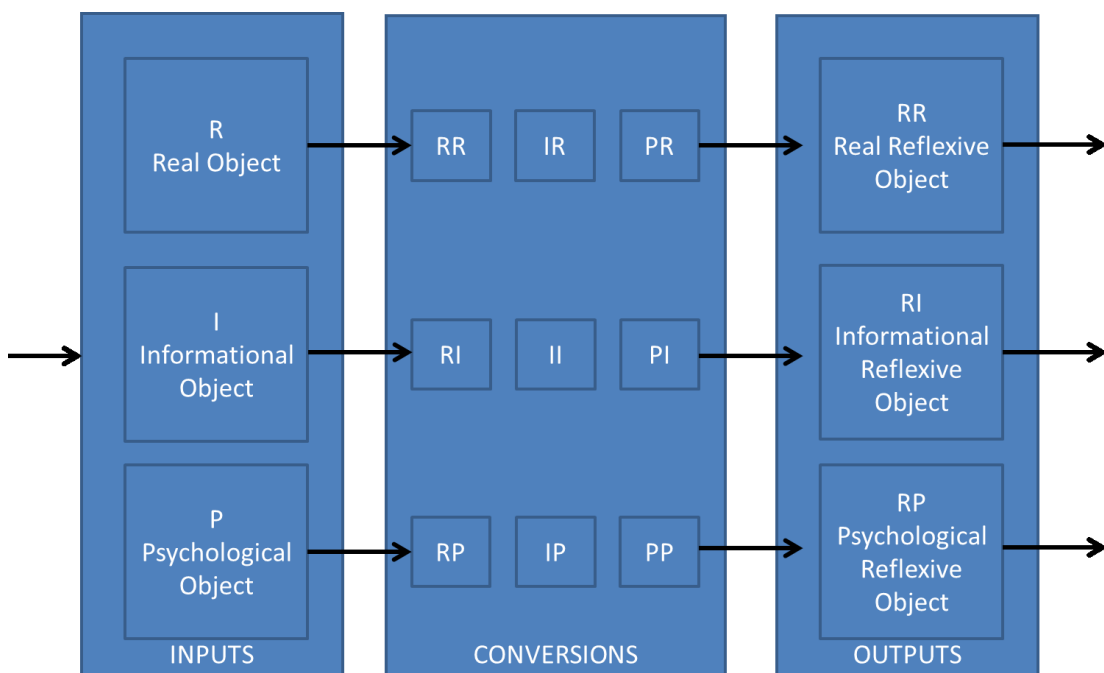 R
Real Object
I
Informational
Object
P
Psychological
Object
INPUTS
RR
IR
PR
RI
II
PI
RP
IP
PP
CONVERSIONS
RR
Real Reflexive
Object
RI
Informational
Reflexive
Object
RP
Psychological
Reflexive
Object
OUTPUTS